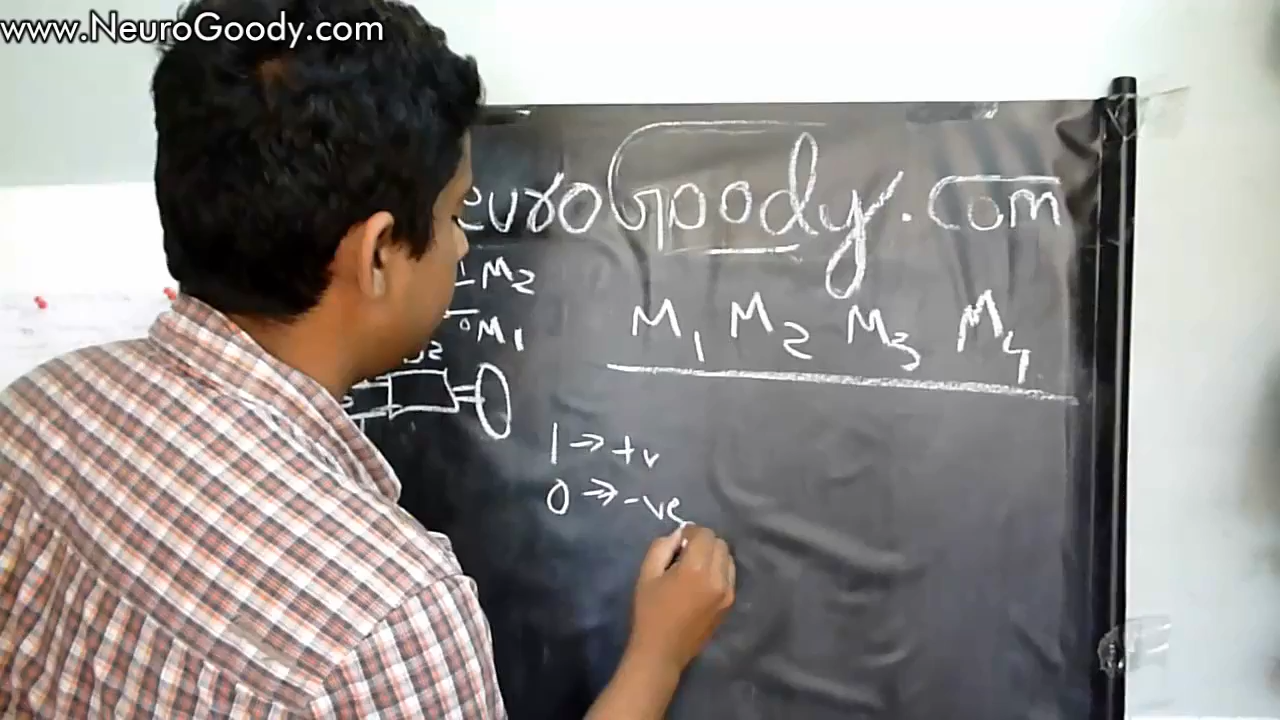 www.NeuroGoody.com
euroGoody.com
M2
M1
M1 M2 M3 M4
1 → +v
0 → -ve